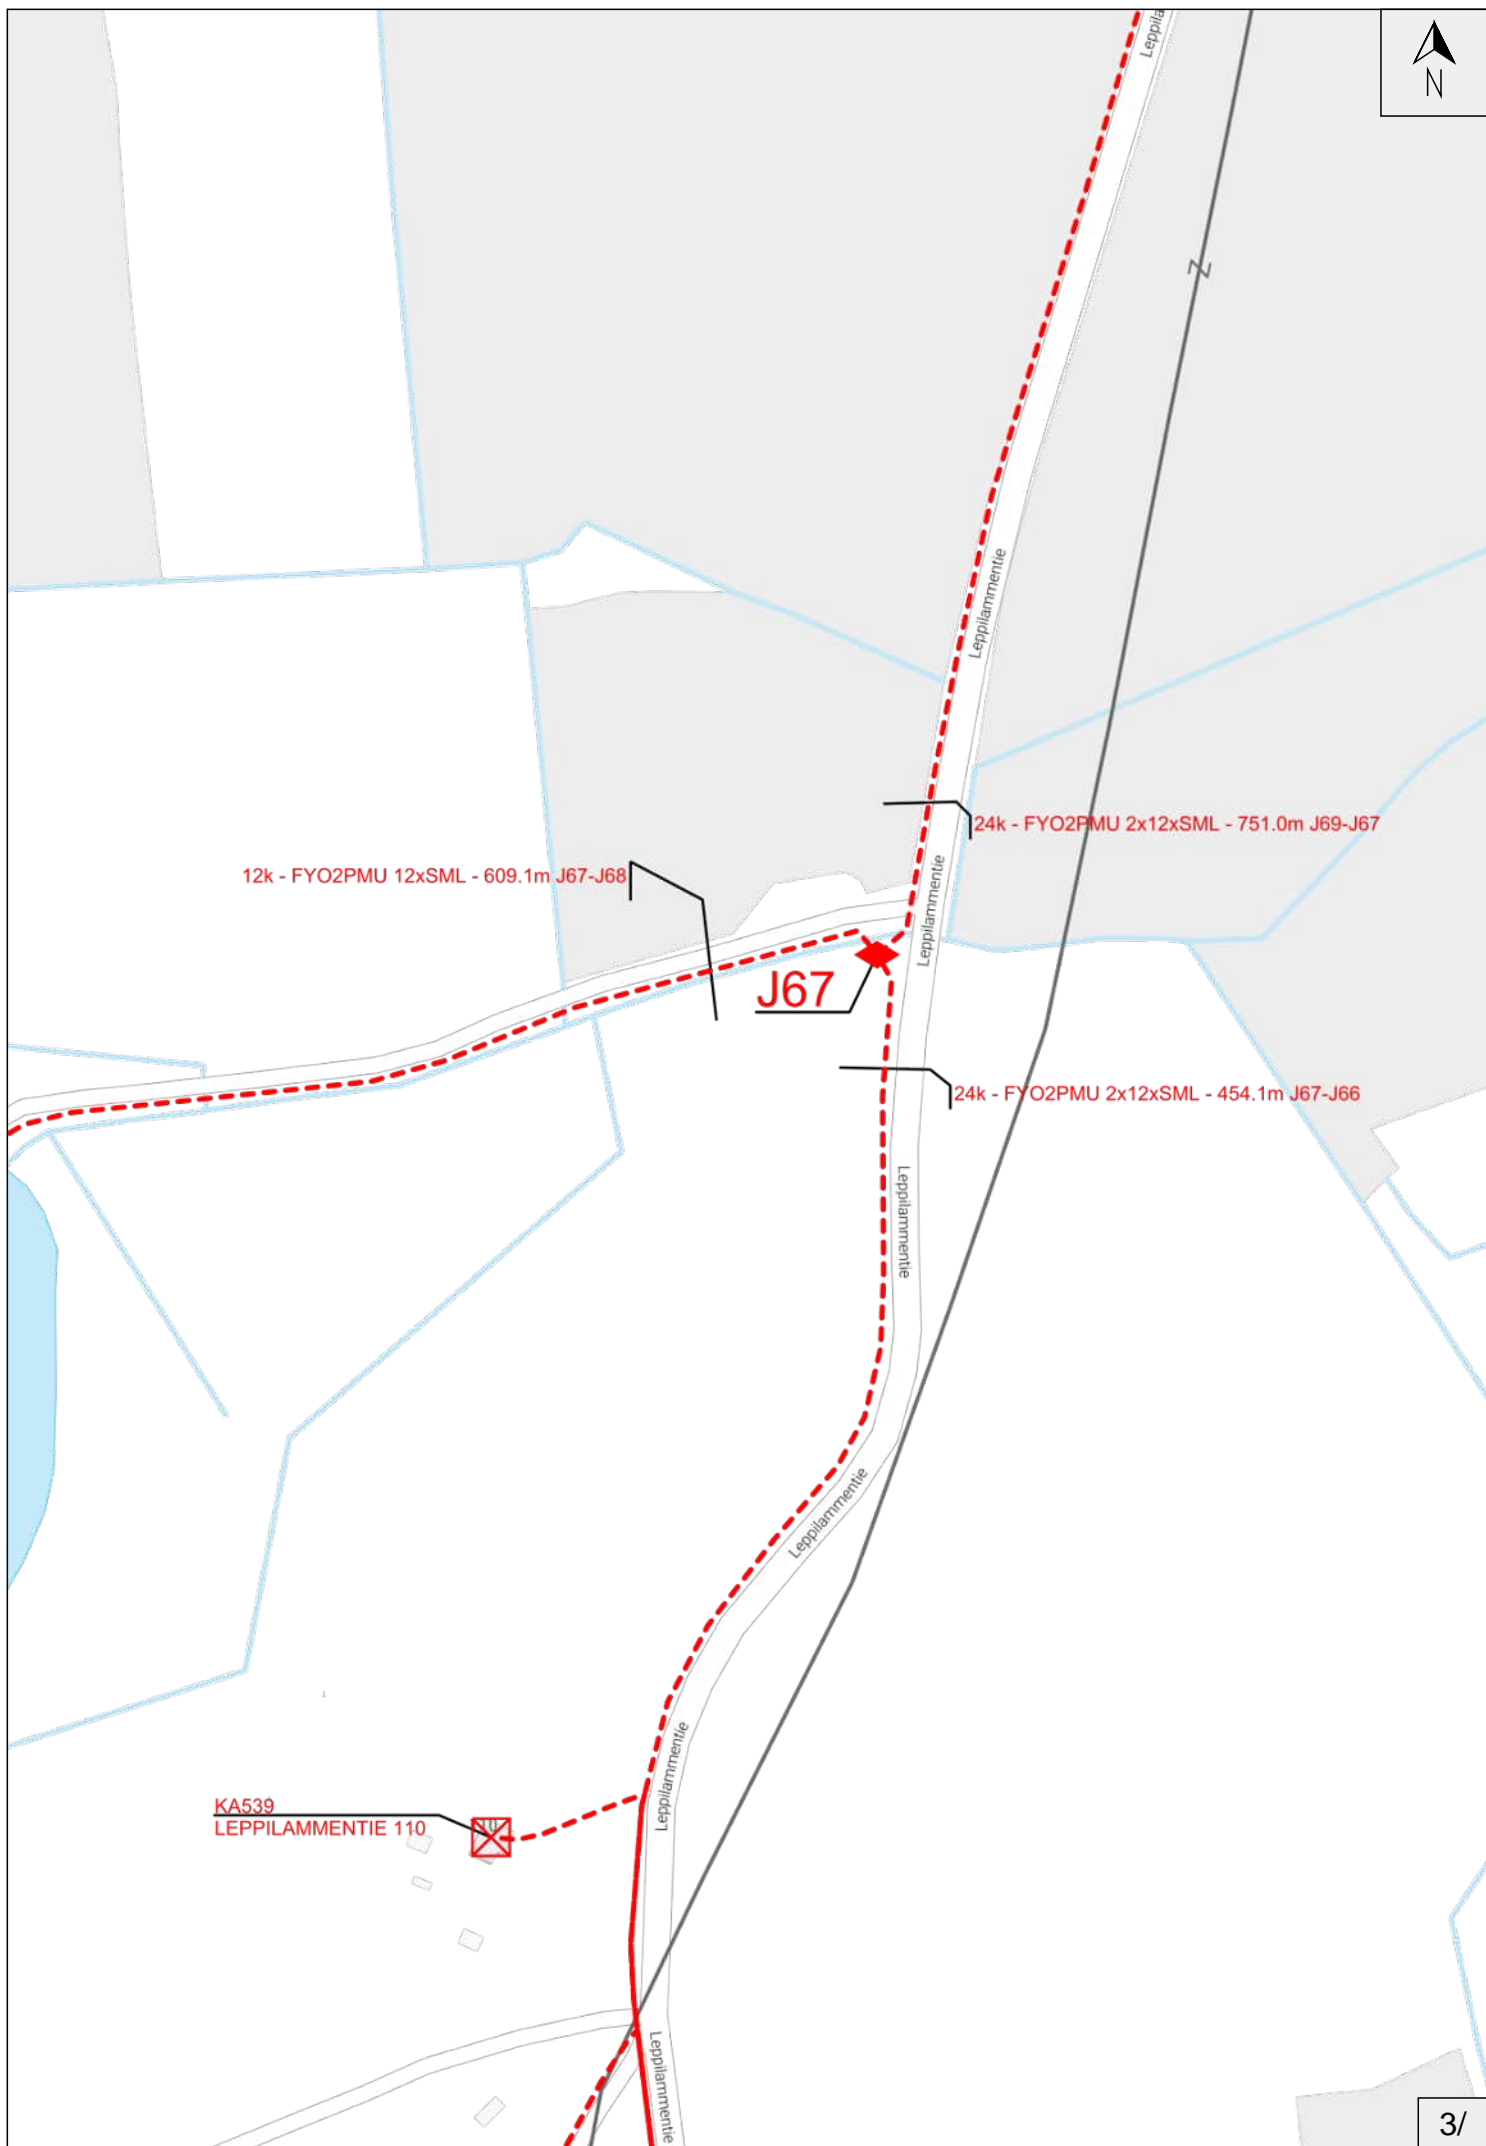 Leppila
N
Z
Leppilammentie
24k - FYO2PMU 2x12xSML - 751.0m J69-J67
12k - FYO2PMU 12xSML - 609.1m J67-J68
Leppilammentie
J67
24k - FYO2PMU 2x12xSML - 454.1m J67-J66
Leppilammentie
Leppilammentie
Leppilammentie
KA539
LEPPILAMMENTIE 110
Leppilammentie
3/